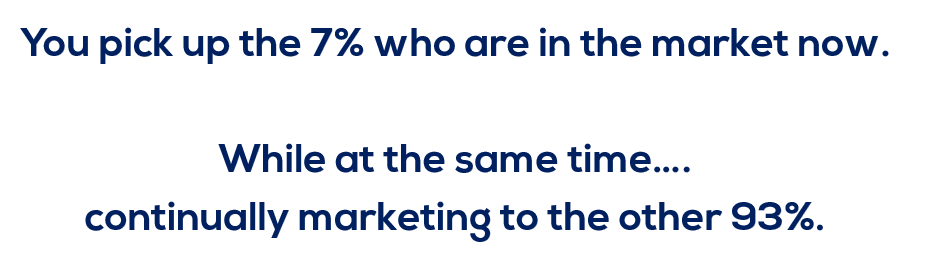 You pick up the 7% who are in the market now.
While at the same time....
continually marketing to the other 93%.